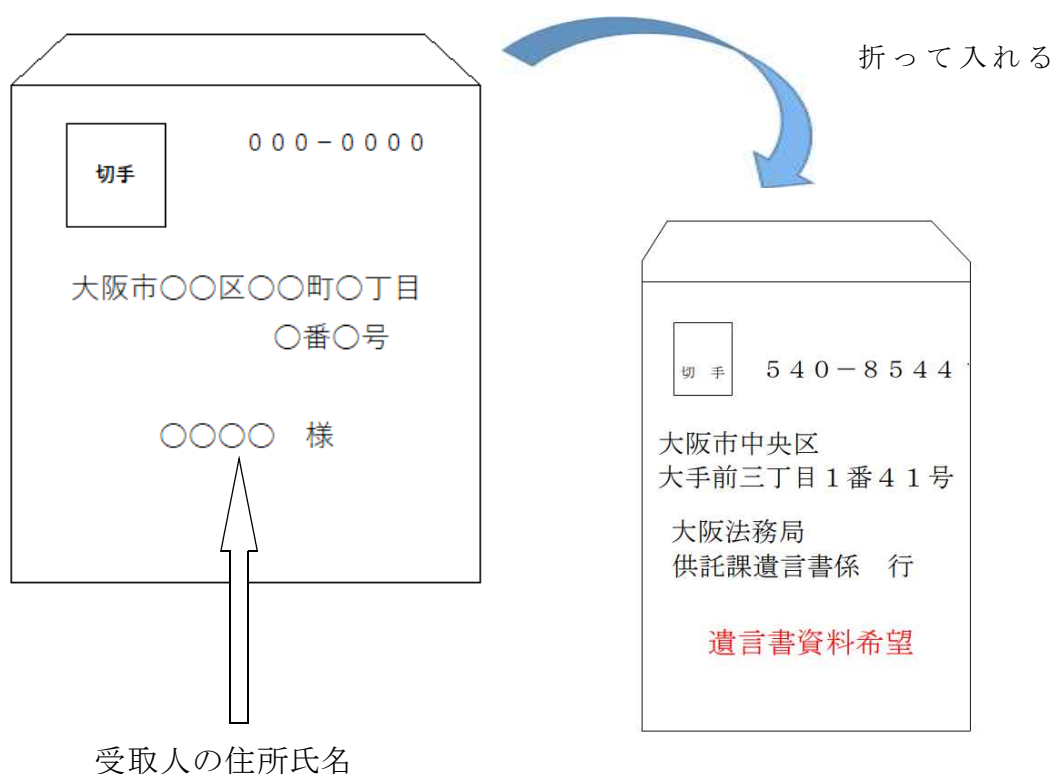 折って入れる
切手
０００－００００
大阪市〇〇区〇〇町〇丁目
〇番〇号
〇〇〇〇　様
受取人の住所氏名
切　手
５４０－８５４４
大阪市中央区
大手前三丁目１番４１号
大阪法務局
供託課遺言書係　行
遺言書資料希望